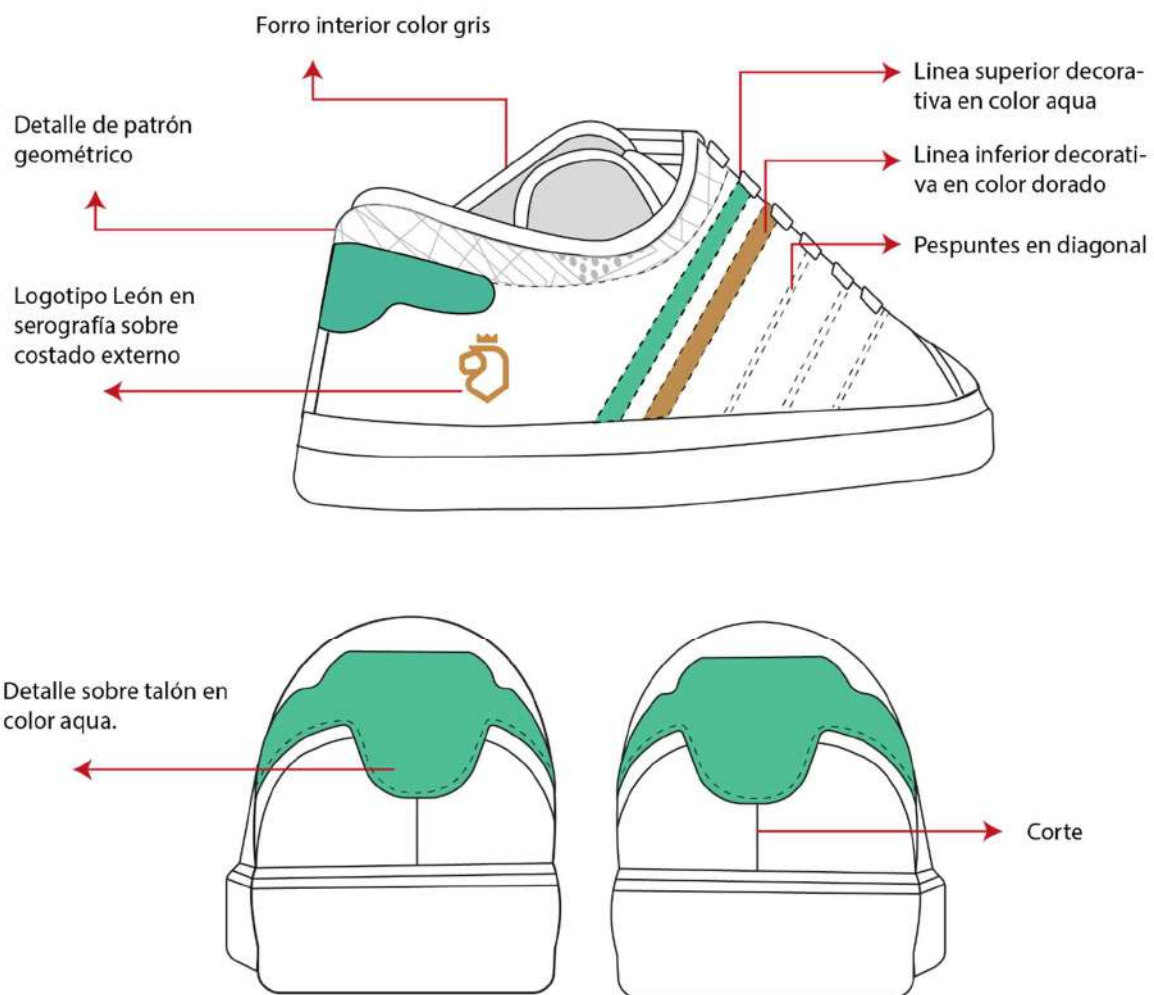 Forro interior color gris
Linea superior decora-
tiva en color aqua
Detalle de patrón
geométrico
Linea inferior decorati-
va en color dorado
Pespuntes en diagonal
Logotipo León en
serografía sobre
costado externo
Detalle sobre talón en
color aqua.
Corte